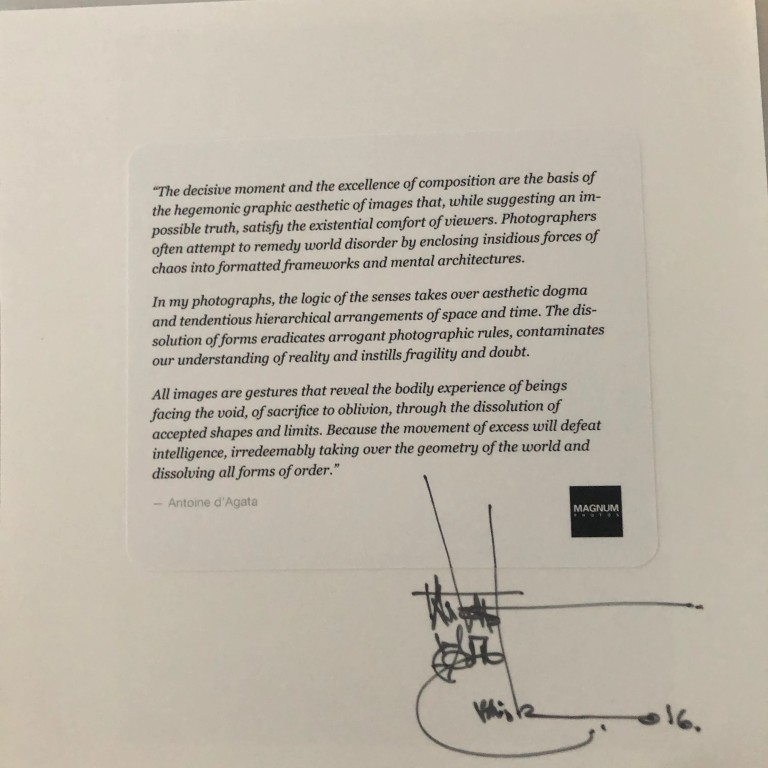 “The decisive moment and the excellence of composition are the basis of
the hegemonic graphic aesthetic of images that, while suggesting an im-
possible truth, satisfy the existential comfort of viewers. Photographers
often attempt to remedy world disorder by enclosing insidious forces of
chaos into formatted frameworks and mental architectures.
In my photographs, the logic of the senses takes over aesthetic dogma
and tendentious hierarchical arrangements of space and time. The dis-
solution of forms eradicates arrogant photographic rules, contaminates
our understanding of reality and instills fragility and doubt.
All images are gestures that reveal the bodily experience of beings
facing the void, of sacrifice to oblivion, through the dissolution of
accepted shapes and limits. Because the movement of excess will defeat
intelligence, irredeemably taking over the geometry of the world and
dissolving all forms of order.”
— Antoine d'Agata
MAGNUM
PHOTOS
16.